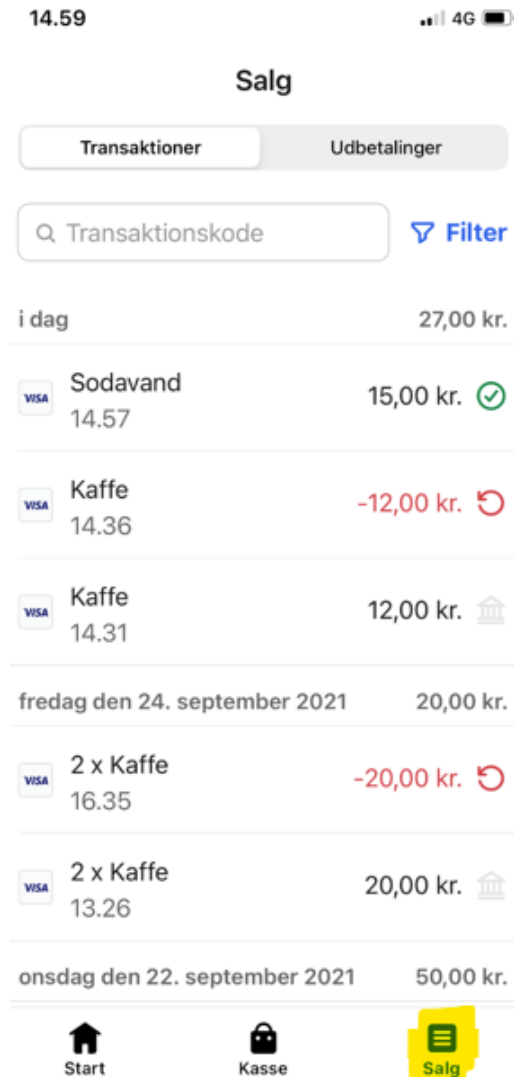 14.59 4G
Salg
Transaktioner Udbetalinger
Transaktionskode Filter
i dag 27,00 kr.
VISA Sodavand 15,00 kr.
14.57
VISA Kaffe -12,00 kr.
14.36
VISA Kaffe 12,00 kr.
14.31
fredag den 24. september 2021 20,00 kr.
VISA 2 x Kaffe -20,00 kr.
16.35
VISA 2 x Kaffe 20,00 kr.
13.26
onsdag den 22. september 2021 50,00 kr.
Start Kasse Salg